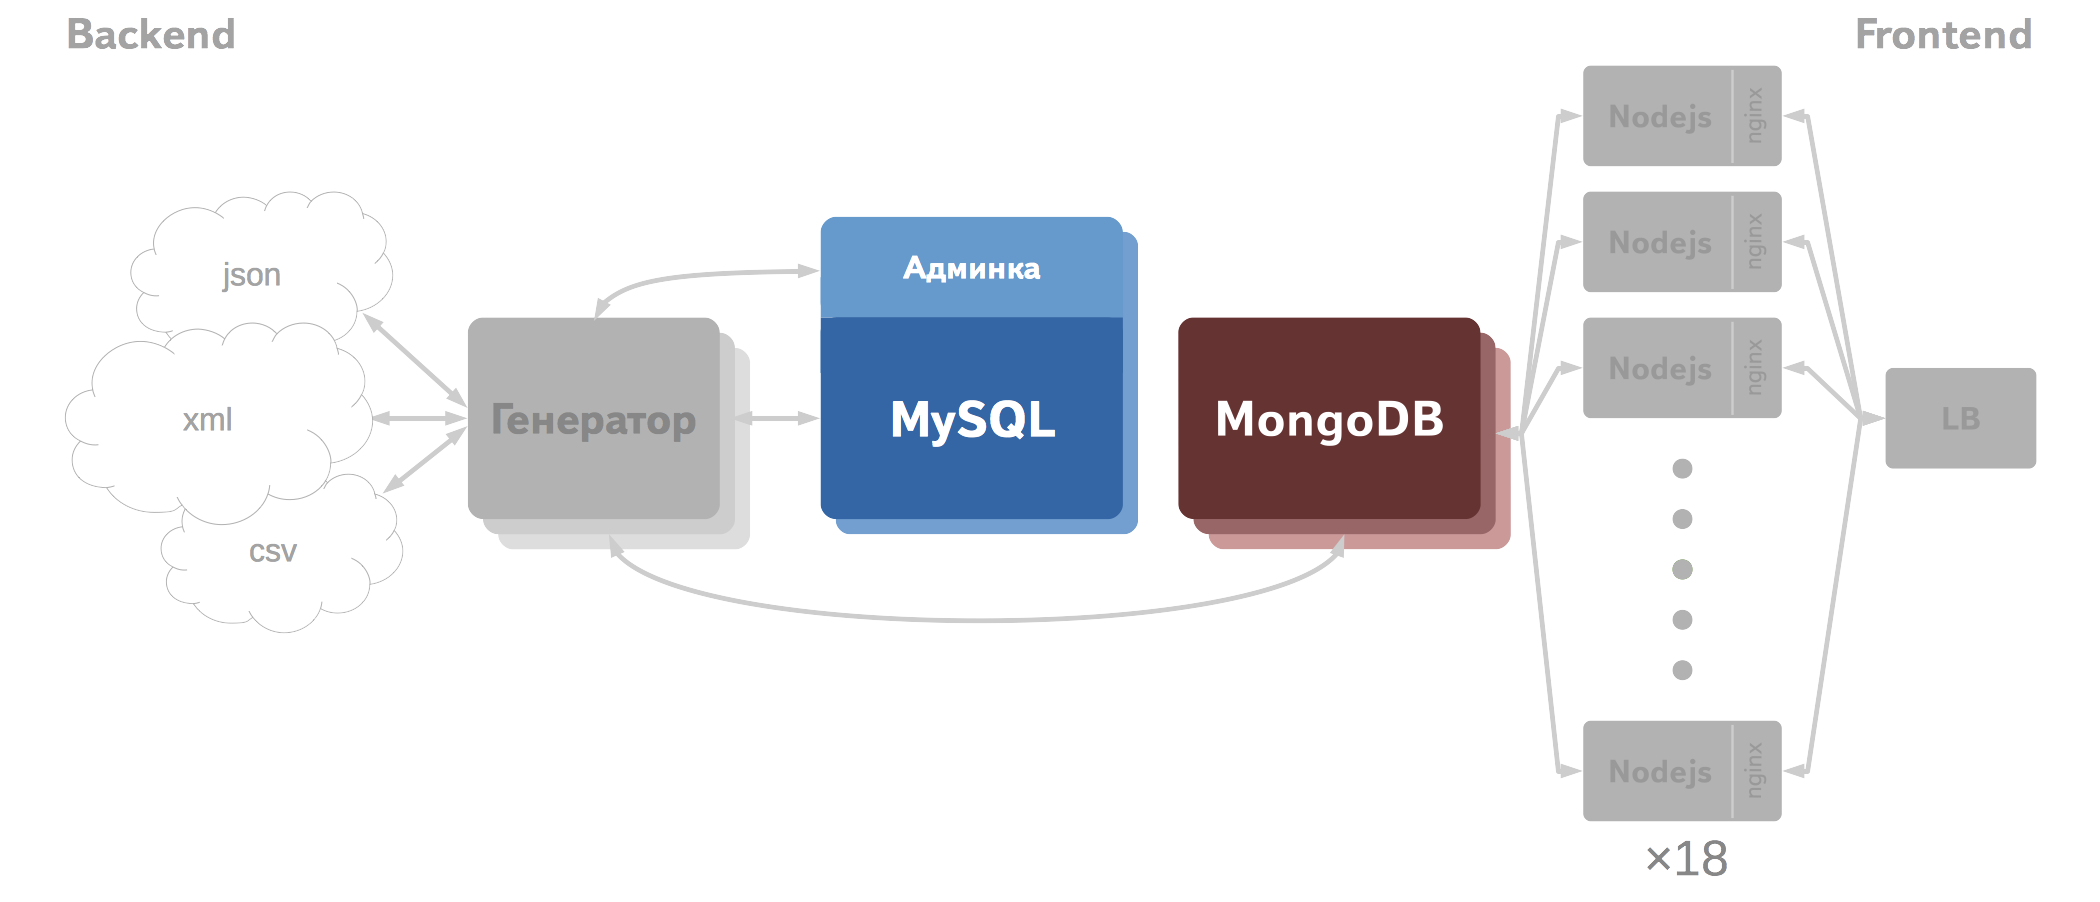 Backend
Frontend
json
xml
csv
Генератор
Админка
MySQL
MongoDB
Nodejs
nginx
Nodejs
nginx
Nodejs
nginx
Nodejs
nginx
×18
LB